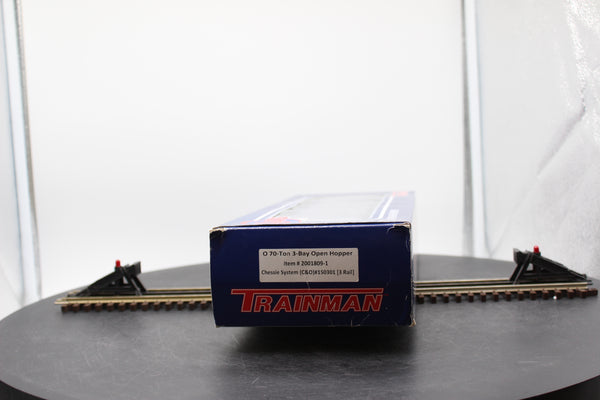 O 70-Ton 3-Bay Open Hopper
Item # 2001809-1
Chessie System (C&O)#150301 [3 Rail]
TRAINMAN